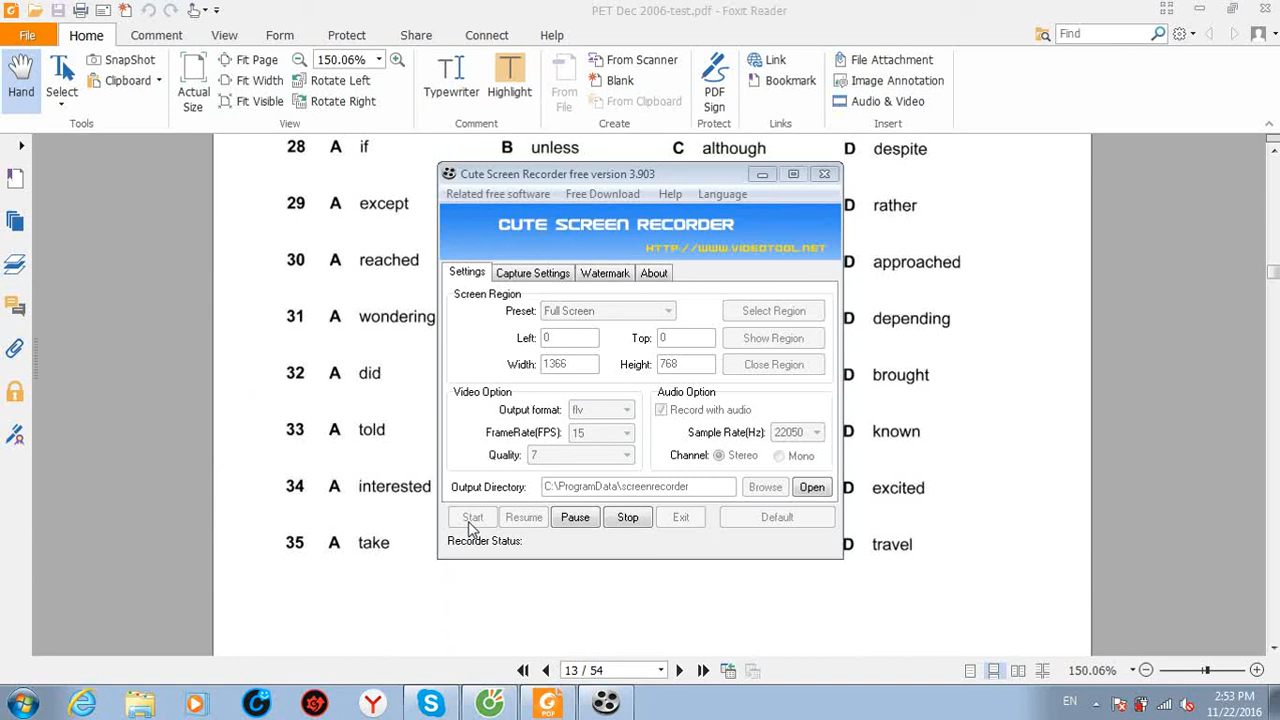 PET Dec 2006-test.pdf - Foxit Reader
File Home Comment View Form Protect Share Connect Help Find
Hand
Select
SnapShot
Clipboard
Tools
Actual Size
Fit Page
Fit Width
Fit Visible
150.06%
Rotate Left
Rotate Right
View
Typewriter
Highlight
Comment
From File
From Scanner
Blank
From Clipboard
Create
PDF Sign
Protect
Link
Bookmark
Links
File Attachment
Image Annotation
Audio & Video
Insert
28 A if B unless C although D despite
29 A except D rather
30 A reached D approached
31 A wondering D depending
32 A did D brought
33 A told D known
34 A interested D excited
35 A take D travel
Cute Screen Recorder free version 3.903
Related free software Free Download Help Language
CUTE SCREEN RECORDER
HTTP://WWW.VIDEOTOOL.NET
Settings Capture Settings Watermark About
Screen Region
Preset: Full Screen Select Region
Left: 0 Top: 0 Show Region
Width: 1366 Height: 768 Close Region
Video Option
Output format: flv
FrameRate(FPS): 15
Quality: 7
Audio Option
Record with audio
Sample Rate(Hz): 22050
Channel: Stereo Mono
Output Directory: C:\ProgramData\screenrecorder Browse Open
Start Resume Pause Stop Exit Default
Recorder Status:
13 / 54
150.06%
EN
2:53 PM
11/22/2016